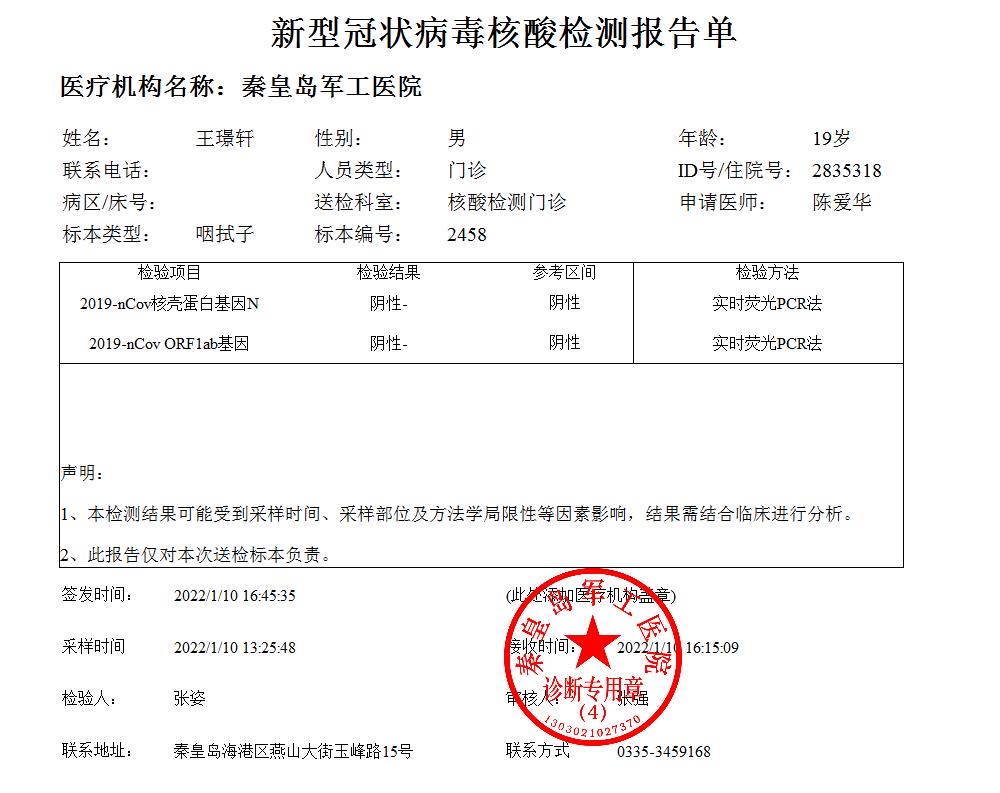 新型冠状病毒核酸检测报告单
医疗机构名称：秦皇岛军工医院
姓名： 王璟轩 性别： 男 年龄： 19岁
联系电话： 人员类型： 门诊 ID号/住院号： 2835318
病区/床号： 送检科室： 核酸检测门诊 申请医师： 陈爱华
标本类型： 咽拭子 标本编号： 2458
检验项目 检验结果 参考区间 检验方法
2019-nCov核壳蛋白基因N 阴性- 阴性 实时荧光PCR法
2019-nCov ORF1ab基因 阴性- 阴性 实时荧光PCR法
声明：
1、本检测结果可能受到采样时间、采样部位及方法学局限性等因素影响，结果需结合临床进行分析。
2、此报告仅对本次送检标本负责。
签发时间： 2022/1/10 16:45:35 (此处添加医疗机构盖章)
采样时间 2022/1/10 13:25:48 接收时间： 2022/1/10 16:15:09
检验人： 张姿 审核人： 张强
联系地址： 秦皇岛海港区燕山大街玉峰路15号 联系方式 0335-3459168
秦皇岛军工医院
诊断专用章
(4)
1303021027370